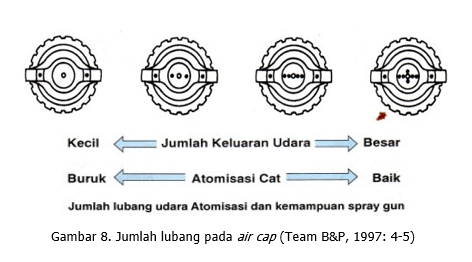 Kecil Jumlah Keluaran Udara Besar
Buruk Atomisasi Cat Baik
Jumlah lubang udara Atomisasi dan kemampuan spray gun
Gambar 8. Jumlah lubang pada air cap (Team B&P, 1997: 4-5)